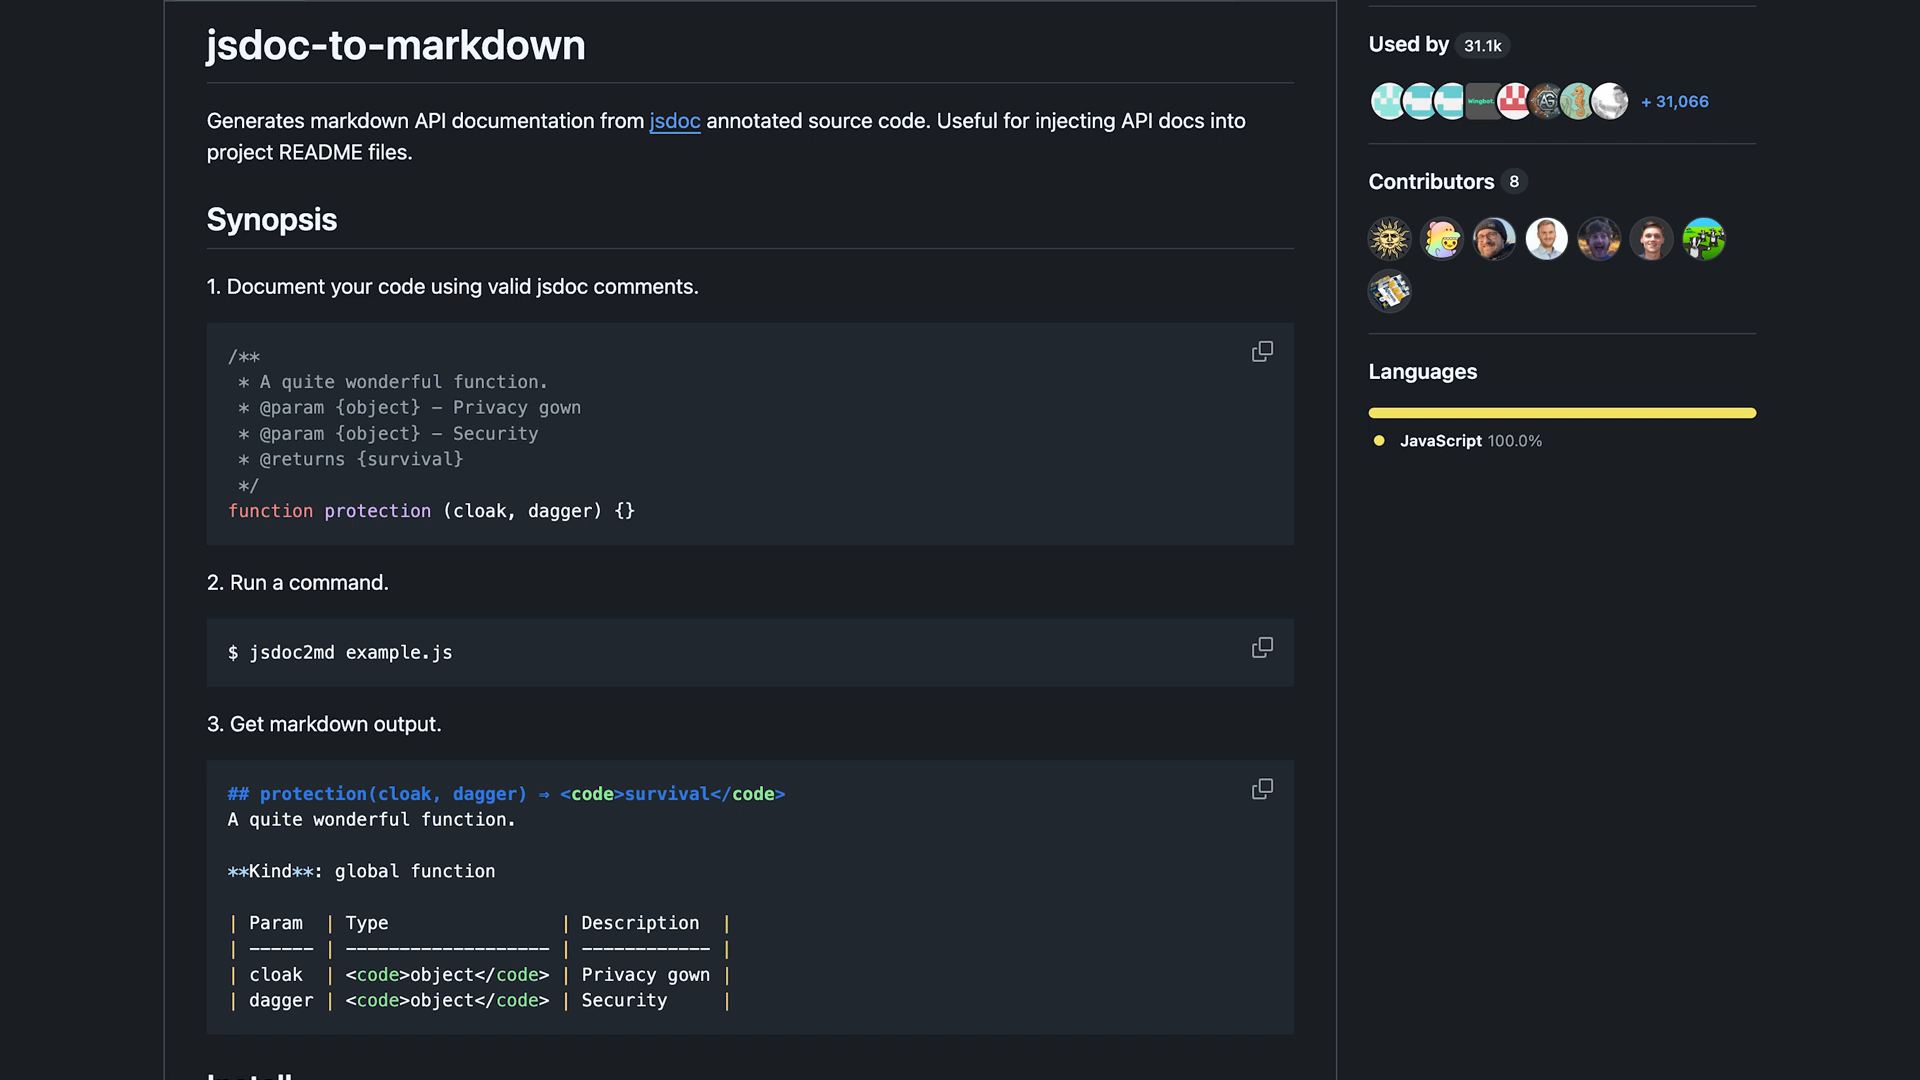 jsdoc-to-markdown
Generates markdown API documentation from jsdoc annotated source code. Useful for injecting API docs into
project README files.
Synopsis
1. Document your code using valid jsdoc comments.
/**
 * A quite wonderful function.
 * @param {object} – Privacy gown
 * @param {object} – Security
 * @returns {survival}
 */
function protection (cloak, dagger) {}
2. Run a command.
$ jsdoc2md example.js
3. Get markdown output.
## protection(cloak, dagger) ⇒ <code>survival</code>
A quite wonderful function.
**Kind**: global function
| Param  | Type                | Description  |
| ------ | ------------------- | ------------ |
| cloak  | <code>object</code> | Privacy gown |
| dagger | <code>object</code> | Security     |
Used by 31.1k
Wingbot.
AG
+ 31,066
Contributors 8
Languages
JavaScript 100.0%